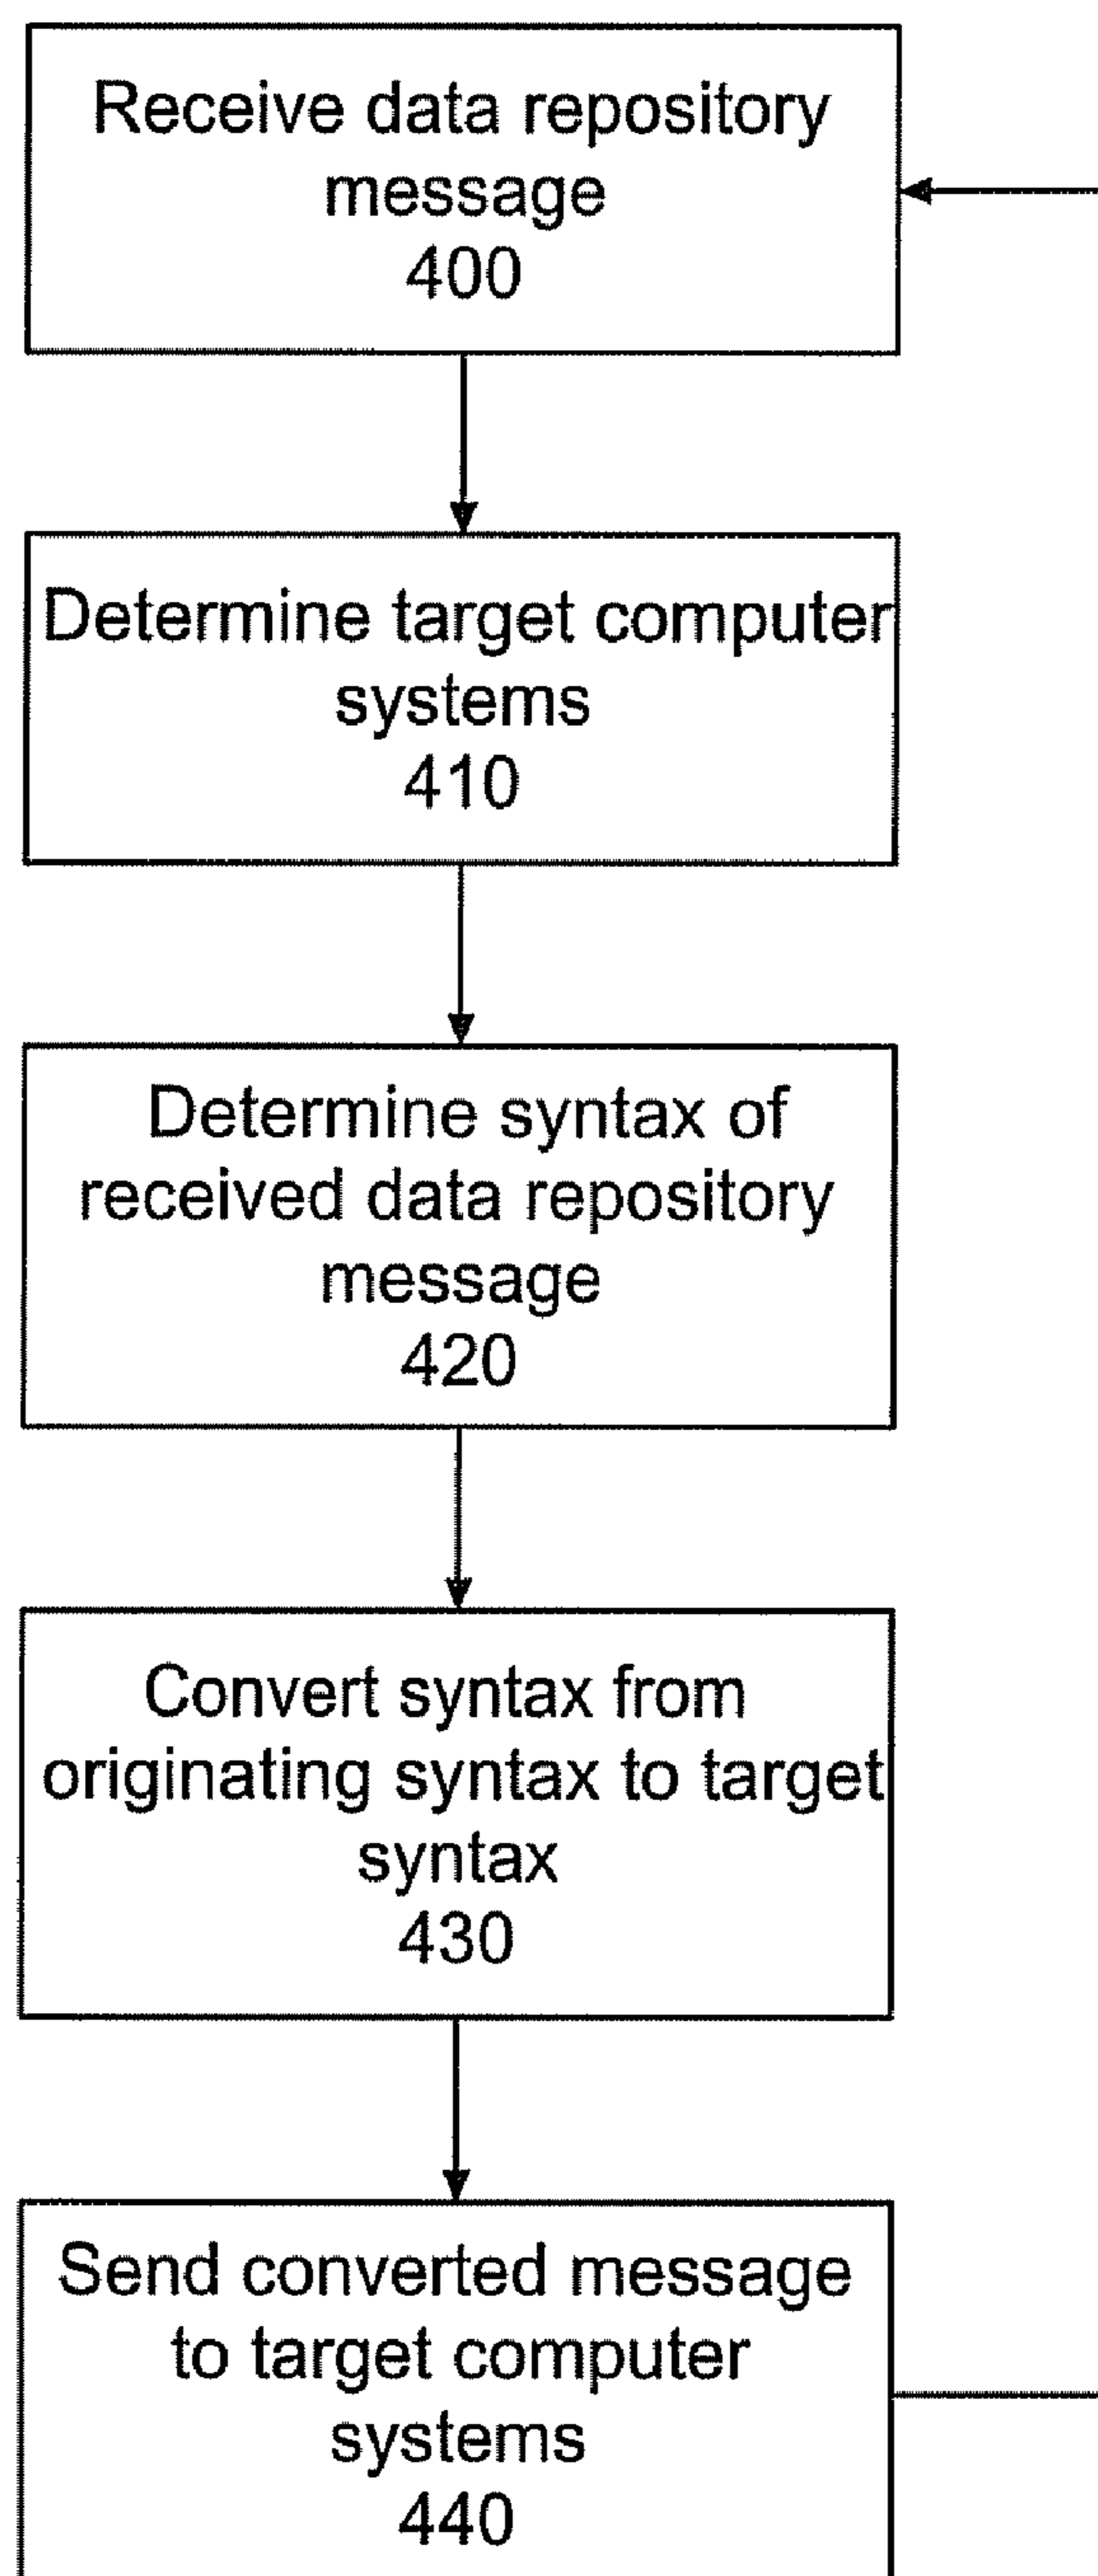 Receive data repository
message
400
Determine target computer
systems
410
Determine syntax of
received data repository
message
420
Convert syntax from
originating syntax to target
syntax
430
Send converted message
to target computer
systems
440